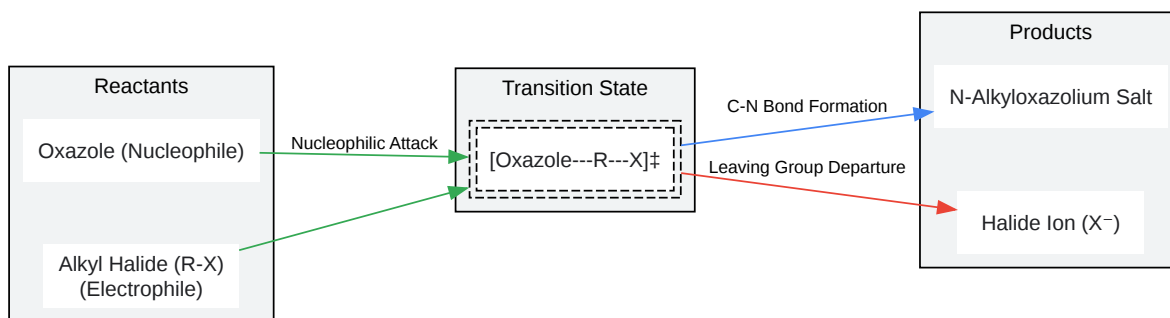 Reactants
Oxazole (Nucleophile)
Alkyl Halide (R-X)
(Electrophile)
Nucleophilic Attack
Transition State
[Oxazole---R---X]‡
C-N Bond Formation
Leaving Group Departure
Products
N-Alkyloxazolium Salt
Halide Ion (X⁻)